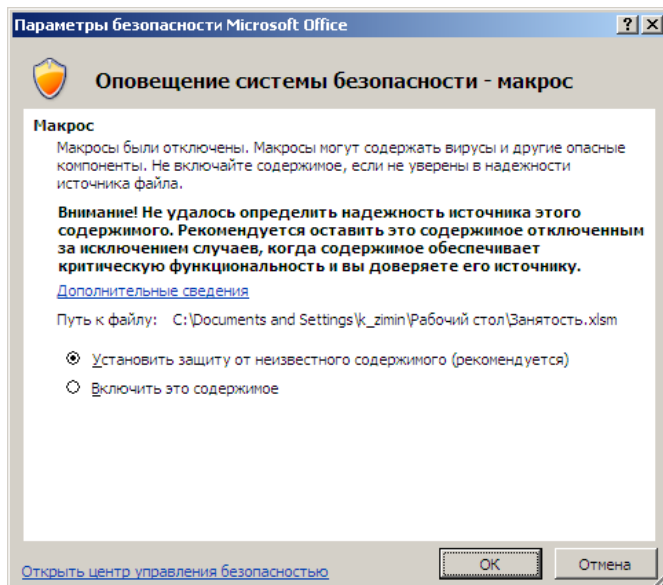 Параметры безопасности Microsoft Office
Оповещение системы безопасности - макрос
Макрос
Макросы были отключены. Макросы могут содержать вирусы и другие опасные
компоненты. Не включайте содержимое, если не уверены в надежности
источника файла.
Внимание! Не удалось определить надежность источника этого
содержимого. Рекомендуется оставить это содержимое отключенным
за исключением случаев, когда содержимое обеспечивает
критическую функциональность и вы доверяете его источнику.
Дополнительные сведения
Путь к файлу: C:\Documents and Settings\k_zimin\Рабочий стол\Занятость.xlsm
Установить защиту от неизвестного содержимого (рекомендуется)
Включить это содержимое
Открыть центр управления безопасностью
ОК
Отмена